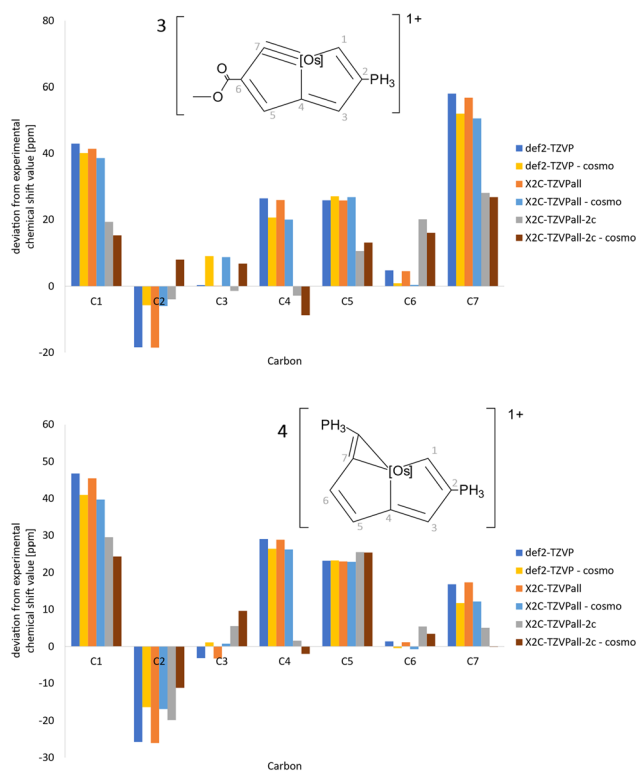 3
1+
7
1
[Os]
O
2
PH3
O
6
4
5
3
deviation from experimental
chemical shift value [ppm]
80
60
40
20
0
-20
C1 C2 C3 C4 C5 C6 C7
Carbon
def2-TZVP
def2-TZVP - cosmo
X2C-TZVPall
X2C-TZVPall - cosmo
X2C-TZVPall-2c
X2C-TZVPall-2c - cosmo
4
1+
PH3
7
1
[Os]
2
PH3
6
4
5
3
deviation from experimental
chemical shift value [ppm]
60
50
40
30
20
10
0
-10
-20
-30
C1 C2 C3 C4 C5 C6 C7
Carbon
def2-TZVP
def2-TZVP - cosmo
X2C-TZVPall
X2C-TZVPall - cosmo
X2C-TZVPall-2c
X2C-TZVPall-2c - cosmo